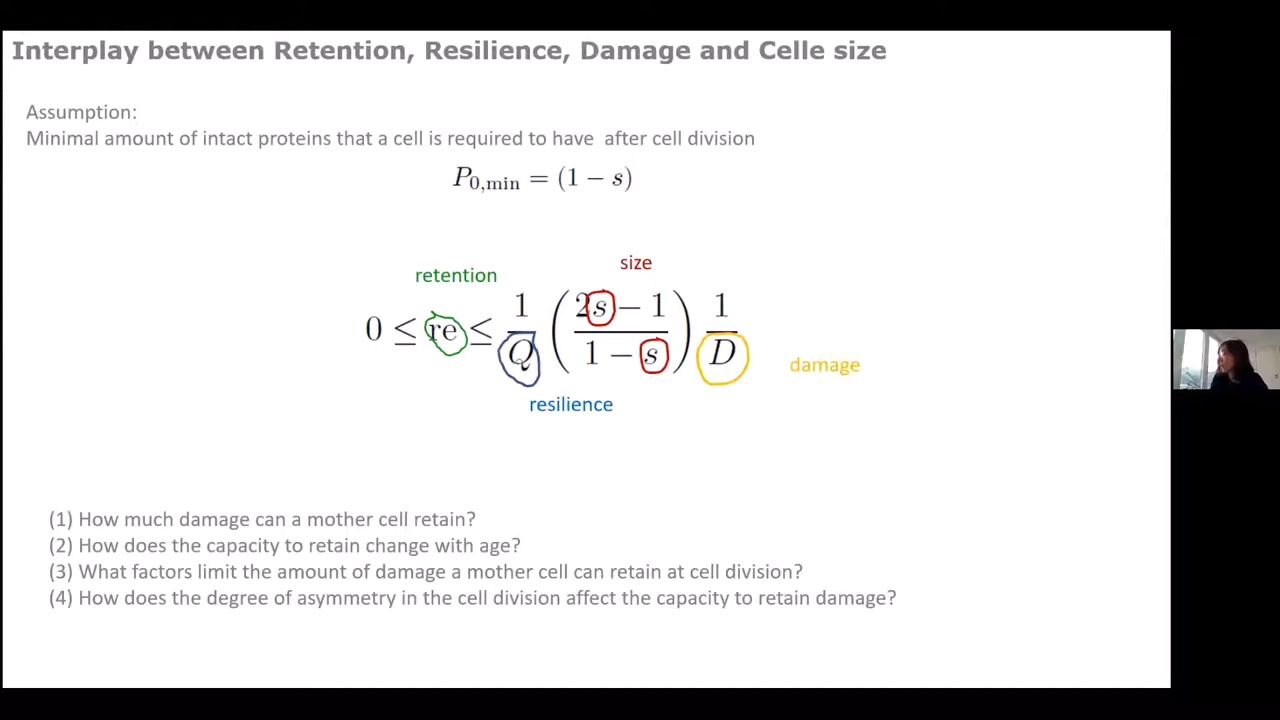 Interplay between Retention, Resilience, Damage and Celle size
Assumption:
Minimal amount of intact proteins that a cell is required to have after cell division
P₀,min = (1 − s)
size
retention
0 ≤ re ≤ 1/Q ((2s − 1)/(1 − s)) 1/D
damage
resilience
(1) How much damage can a mother cell retain?
(2) How does the capacity to retain change with age?
(3) What factors limit the amount of damage a mother cell can retain at cell division?
(4) How does the degree of asymmetry in the cell division affect the capacity to retain damage?